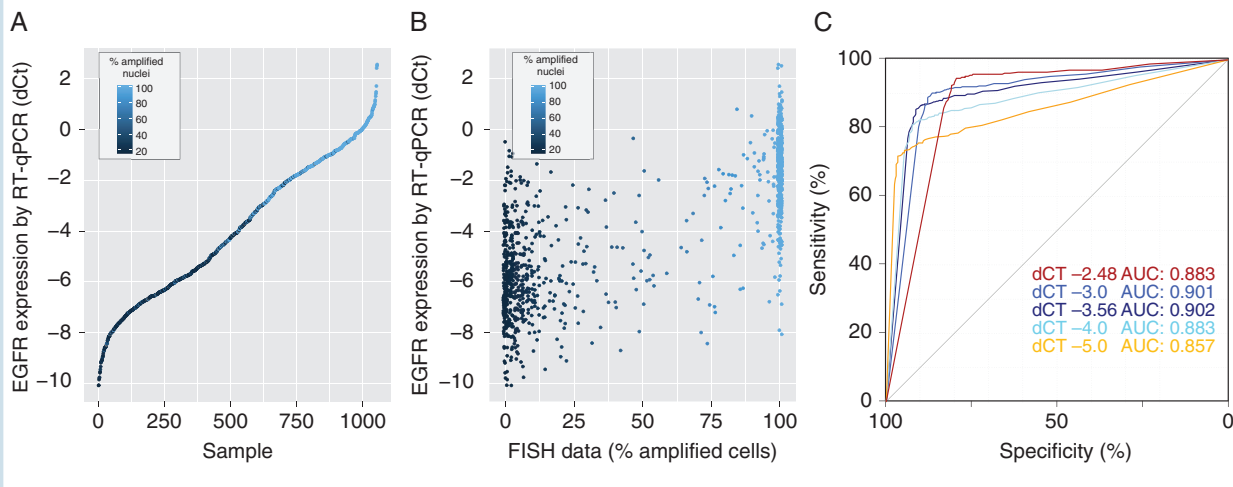 A
EGFR expression by RT-qPCR (dCt)
% amplified
nuclei
100
80
60
40
20
2
0
−2
−4
−6
−8
−10
0
250
500
750
1000
Sample
B
EGFR expression by RT-qPCR (dCt)
% amplified
nuclei
100
80
60
40
20
2
0
−2
−4
−6
−8
−10
0
25
50
75
100
FISH data (% amplified cells)
C
Sensitivity (%)
100
80
60
40
20
0
dCT −2.48 AUC: 0.883
dCT −3.0 AUC: 0.901
dCT −3.56 AUC: 0.902
dCT −4.0 AUC: 0.883
dCT −5.0 AUC: 0.857
100
50
0
Specificity (%)